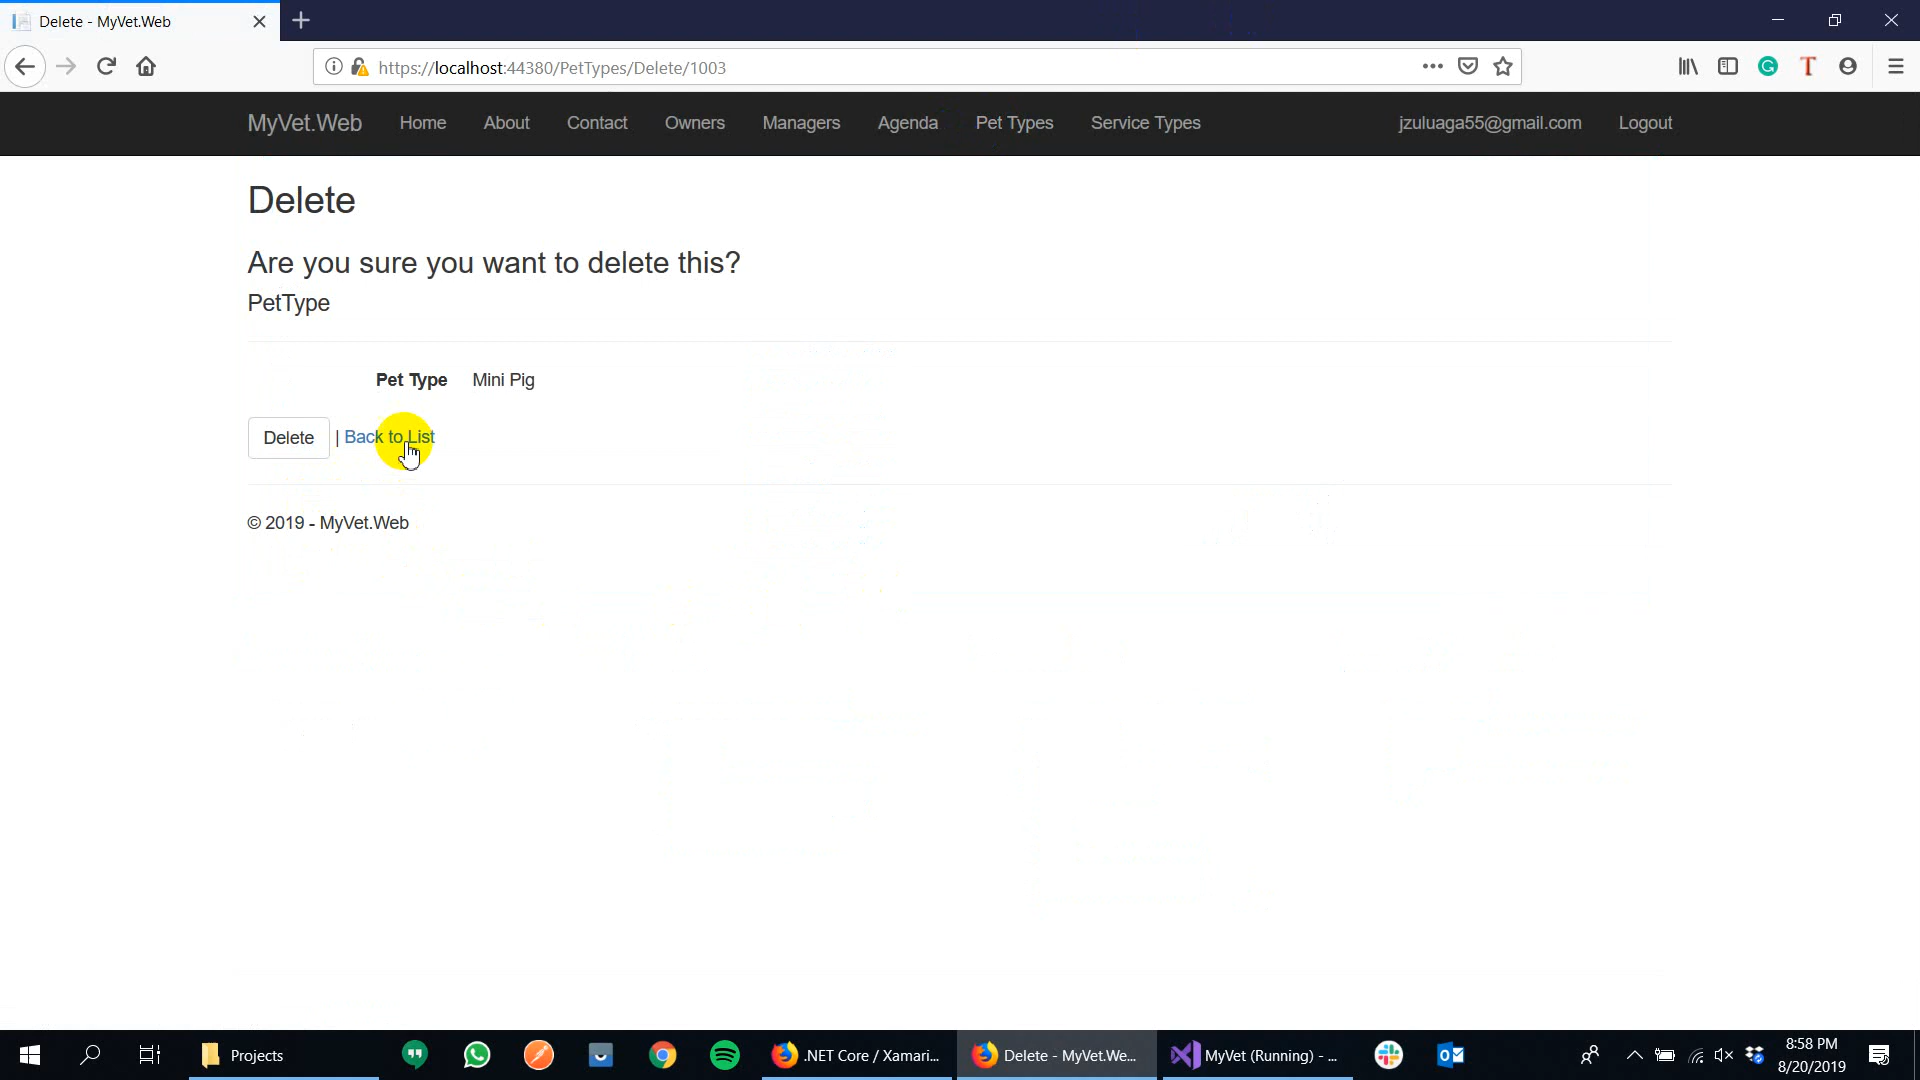 Delete - MyVet.Web
https://localhost:44380/PetTypes/Delete/1003
MyVet.Web Home About Contact Owners Managers Agenda Pet Types Service Types jzuluaga55@gmail.com Logout
Delete
Are you sure you want to delete this?
PetType
Pet Type Mini Pig
Delete | Back to List
© 2019 - MyVet.Web
Projects .NET Core / Xamari... Delete - MyVet.We... MyVet (Running) - ... 8:58 PM
8/20/2019